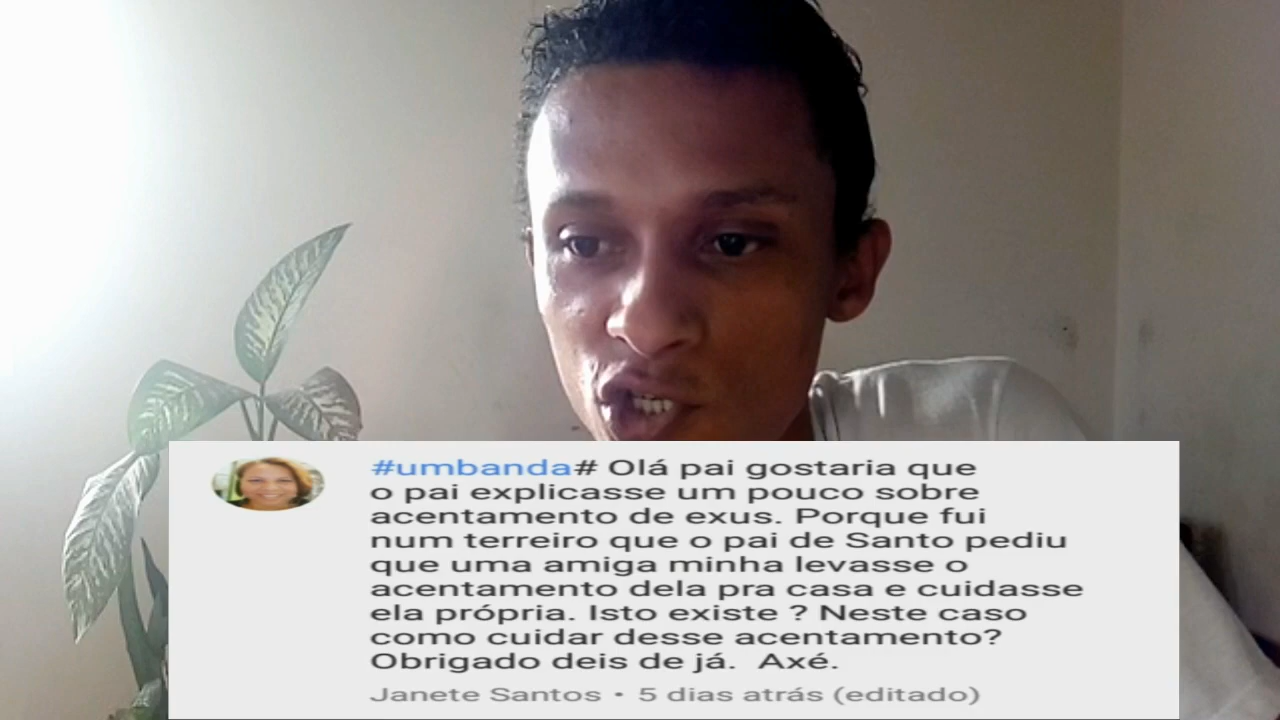 #umbanda# Olá pai gostaria que
o pai explicasse um pouco sobre
acentamento de exus. Porque fui
num terreiro que o pai de Santo pediu
que uma amiga minha levasse o
acentamento dela pra casa e cuidasse
ela própria. Isto existe ? Neste caso
como cuidar desse acentamento?
Obrigado deis de já.  Axé.
Janete Santos • 5 dias atrás (editado)